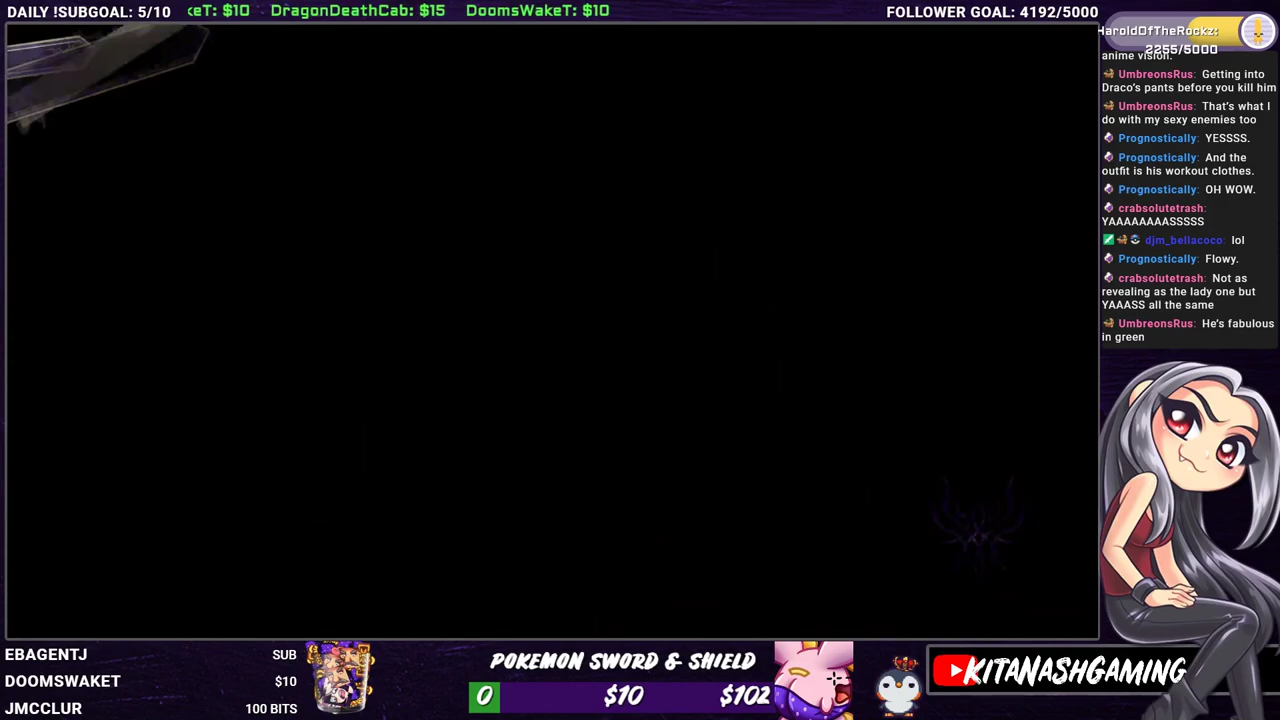 DAILY !SUBGOAL: 5/10
keT: $10 DragonDeathCab: $15 DoomsWakeT: $10
FOLLOWER GOAL: 4192/5000
HaroldOfTheRockz:
2255/5000
anime vision.
UmbreonsRus: Getting into
Draco's pants before you kill him
UmbreonsRus: That's what I
do with my sexy enemies too
Prognostically: YESSSS.
Prognostically: And the
outfit is his workout clothes.
Prognostically: OH WOW.
crabsolutetrash:
YAAAAAAAASSSSS
djm_bellacoco: lol
Prognostically: Flowy.
crabsolutetrash: Not as
revealing as the lady one but
YAAASS all the same
UmbreonsRus: He's fabulous
in green
EBAGENTJ SUB
DOOMSWAKET $10
JMCCLUR 100 BITS
POKEMON SWORD & SHIELD
0 $10 $102
KITANASHGAMING